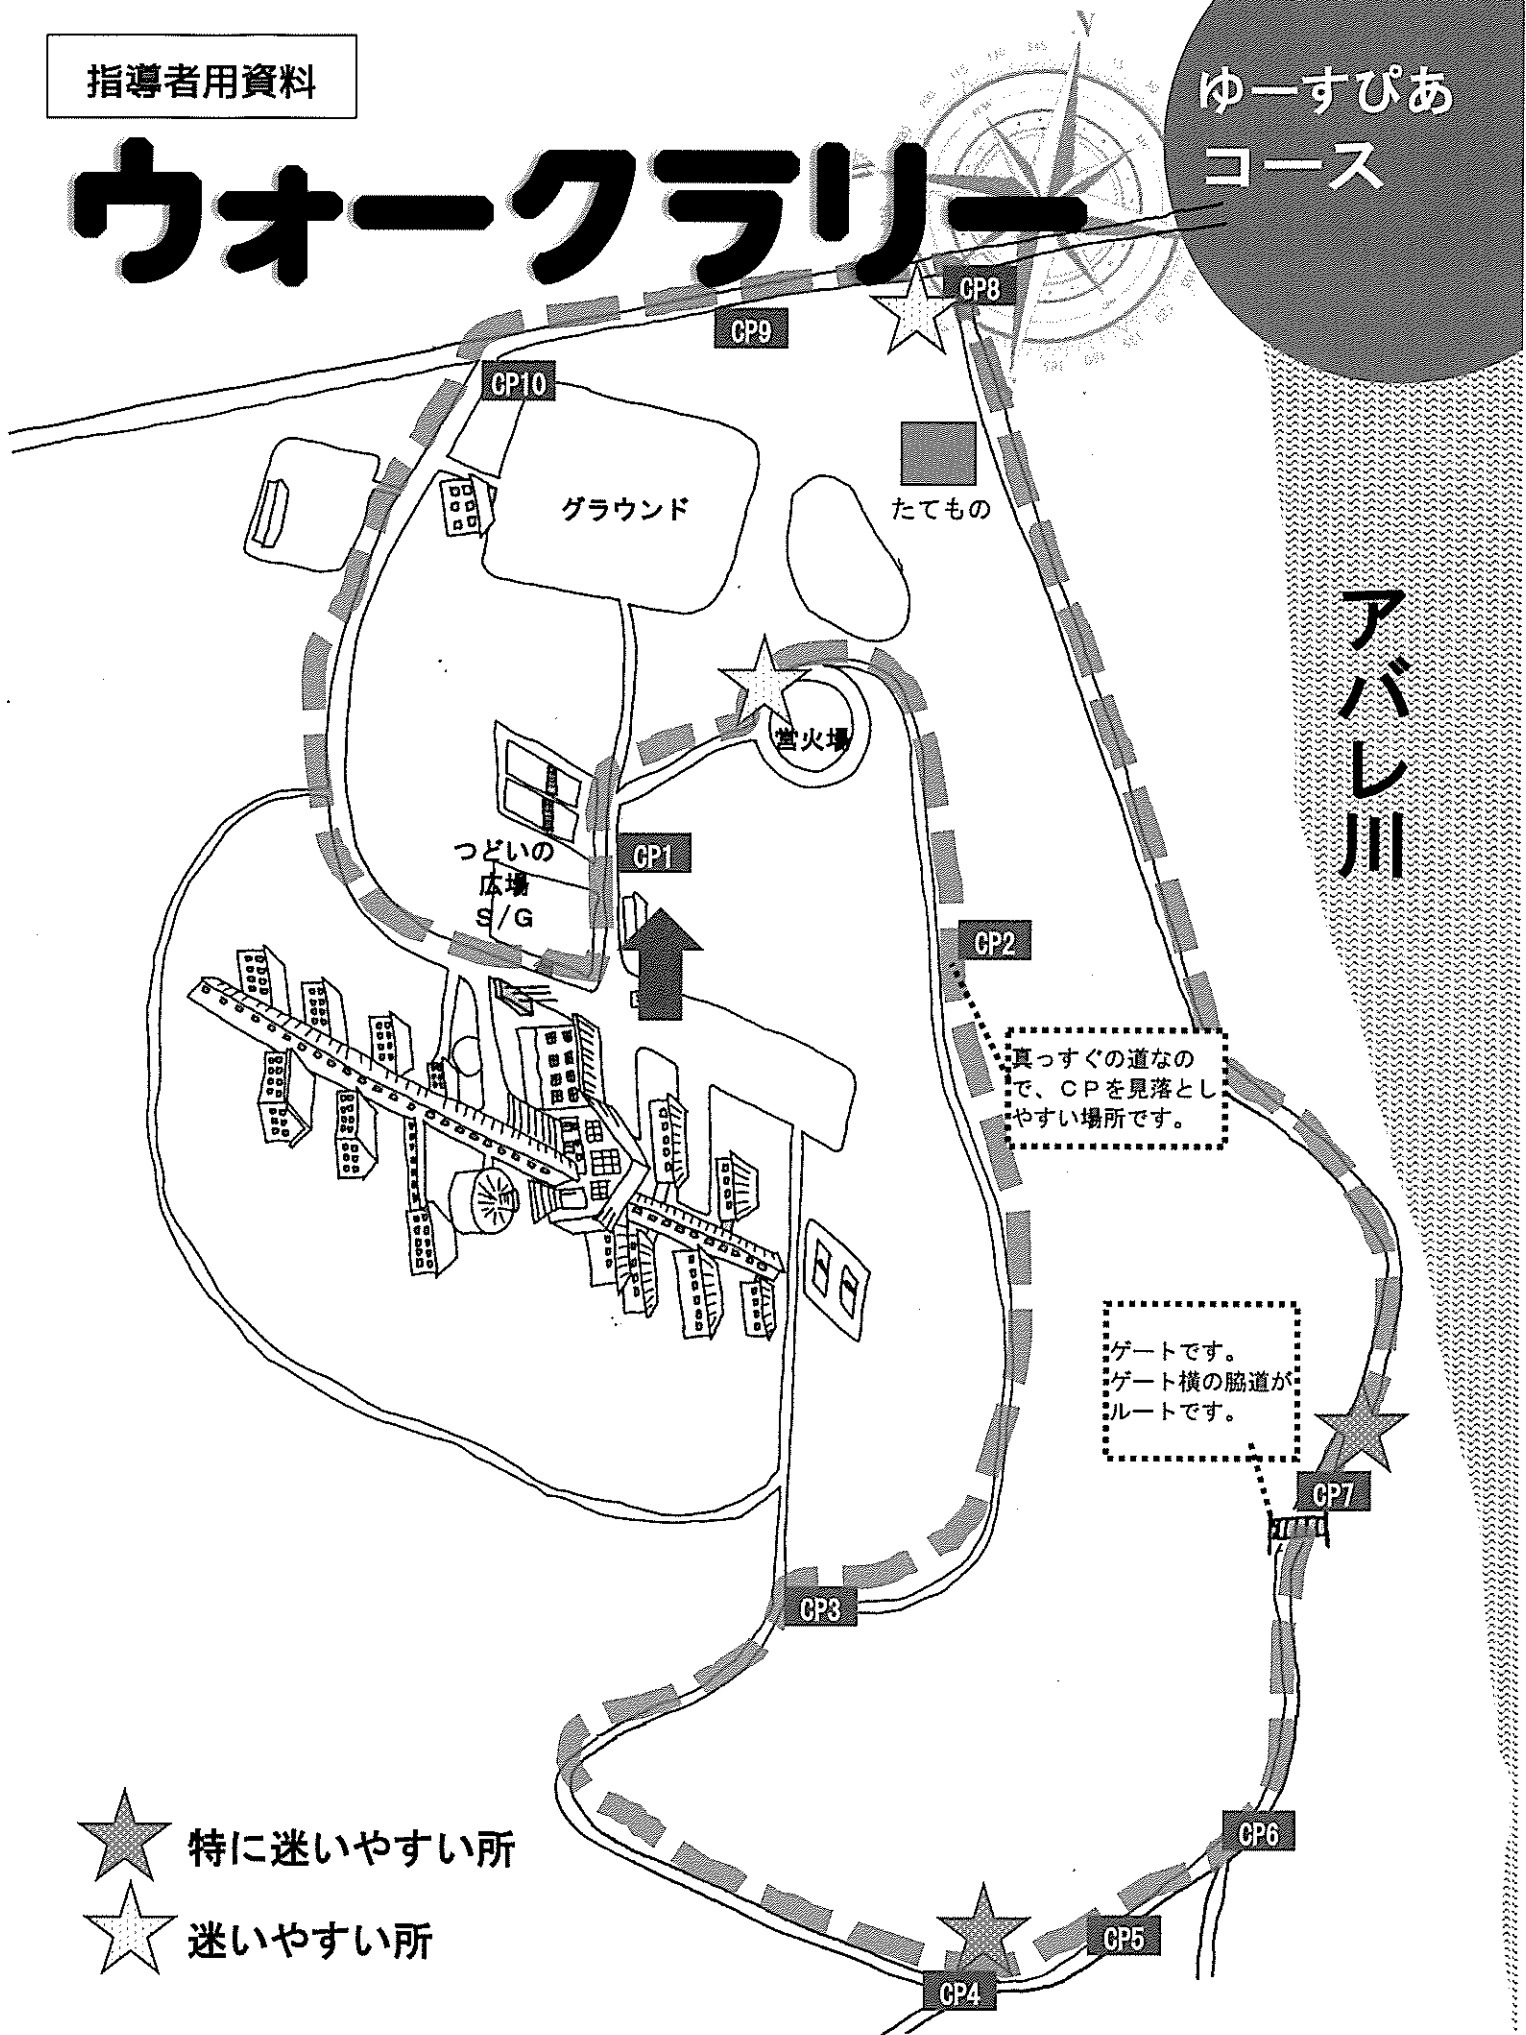 指導者用資料
ゆーすぴあ
コース
ウォークラリー
N
CP8
CP9
CP10
たてもの
グラウンド
アバレ川
営火場
CP1
つどいの
広場
S/G
CP2
真っすぐの道なの
で、CPを見落とし
やすい場所です。
ゲートです。
ゲート横の脇道が
ルートです。
CP7
CP3
CP6
CP5
CP4
特に迷いやすい所
迷いやすい所